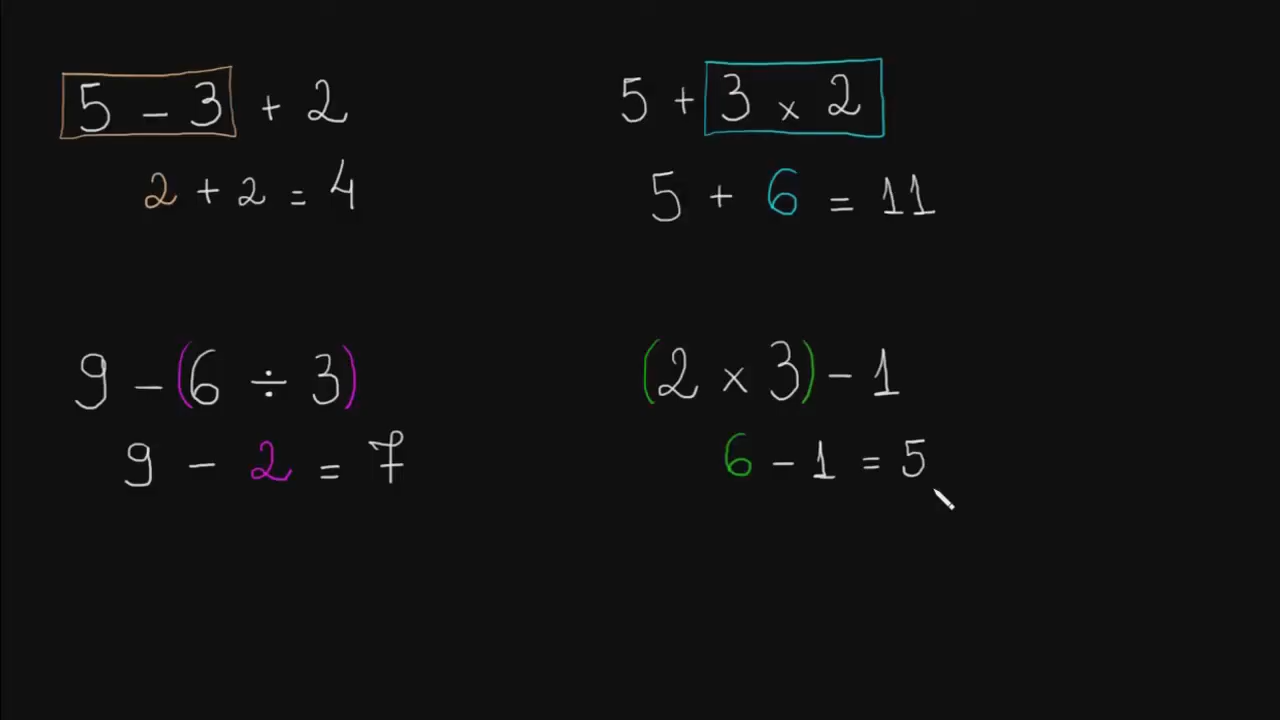 5 - 3 + 2
2 + 2 = 4
5 + 3 × 2
5 + 6 = 11
9 - (6 ÷ 3)
9 - 2 = 7
(2 × 3) - 1
6 - 1 = 5